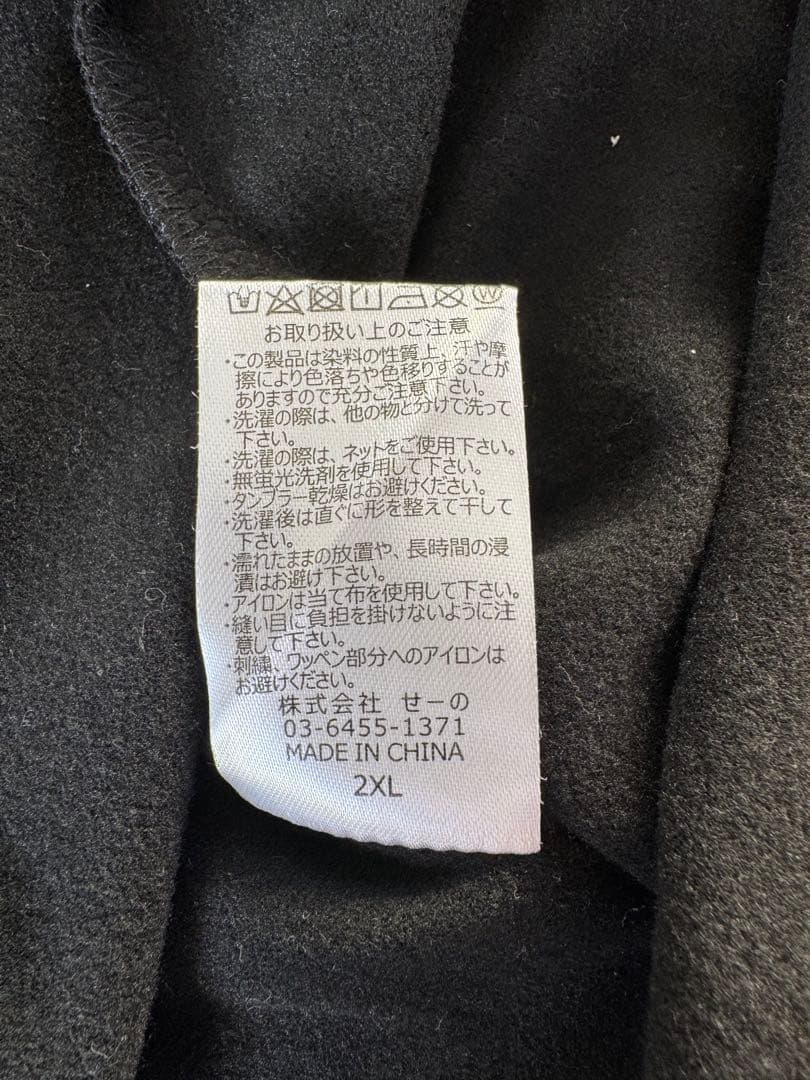 お取り扱い上のご注意
・この製品は染料の性質上、汗や摩
擦により色落ちや色移りすることが
ありますので充分ご注意下さい。
・洗濯の際は、他の物と分けて洗って
下さい。
・洗濯の際は、ネットをご使用下さい。
・無蛍光洗剤を使用して下さい。
・タンブラー乾燥はお避けください。
・洗濯後は直ぐに形を整えて干して
下さい。
・濡れたままの放置や、長時間の浸
漬はお避け下さい。
・アイロンは当て布を使用して下さい。
・縫い目に負担を掛けないように注
意して下さい。
・刺繍、ワッペン部分へのアイロンは
お避けください。
株式会社 せーの
03-6455-1371
MADE IN CHINA
2XL